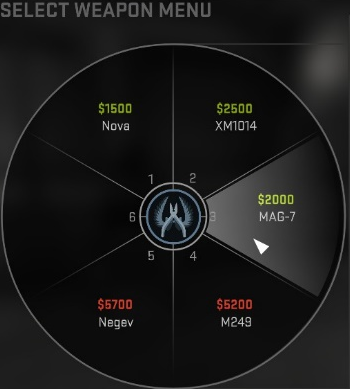 SELECT WEAPON MENU
$1500
Nova
$2500
XM1014
$2000
MAG-7
1
2
6
3
5
4
$5700
Negev
$5200
M249